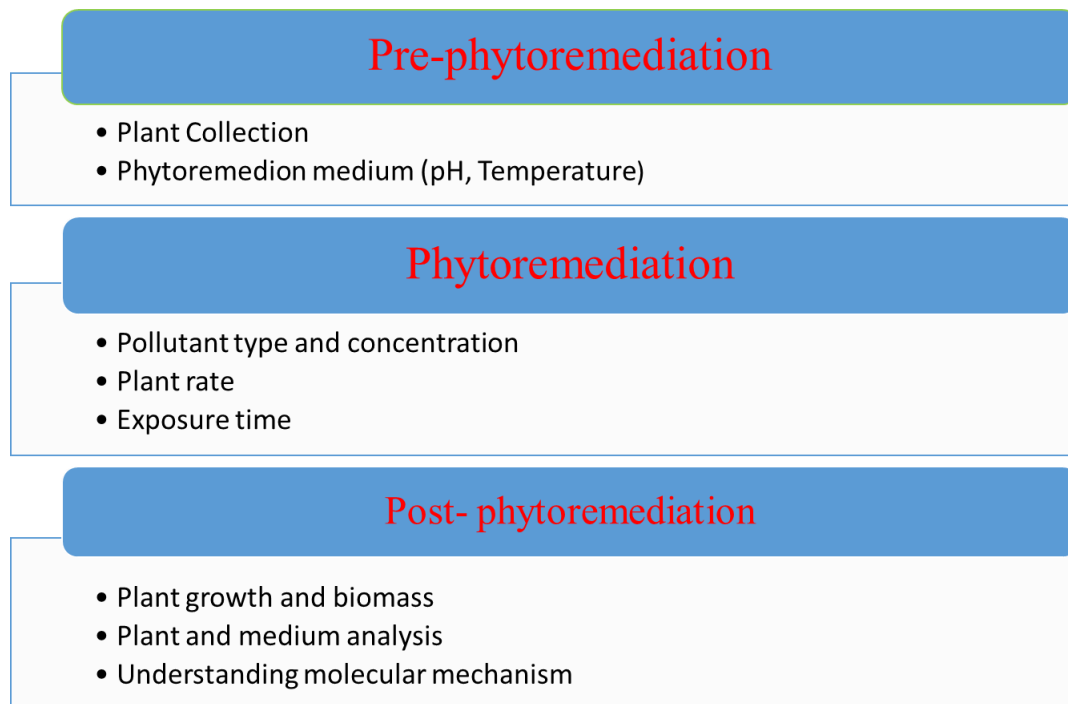 Pre-phytoremediation
• Plant Collection
• Phytoremedion medium (pH, Temperature)
Phytoremediation
• Pollutant type and concentration
• Plant rate
• Exposure time
Post- phytoremediation
• Plant growth and biomass
• Plant and medium analysis
• Understanding molecular mechanism